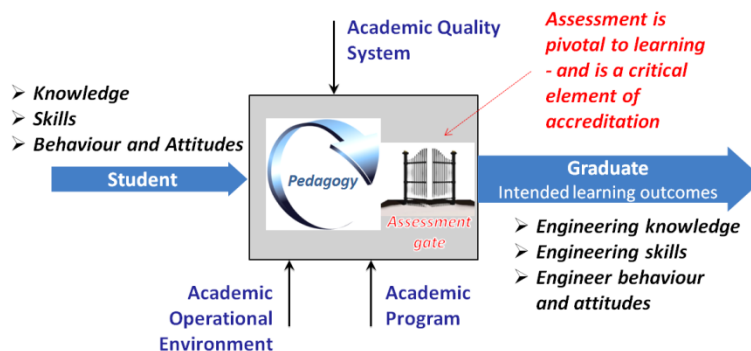 Academic Quality
System
Assessment is
pivotal to learning
- and is a critical
element of
accreditation
➢ Knowledge
➢ Skills
➢ Behaviour and Attitudes
Student
Pedagogy
Assessment
gate
Graduate
Intended learning outcomes
➢ Engineering knowledge
➢ Engineering skills
➢ Engineer behaviour
and attitudes
Academic
Operational
Environment
Academic
Program